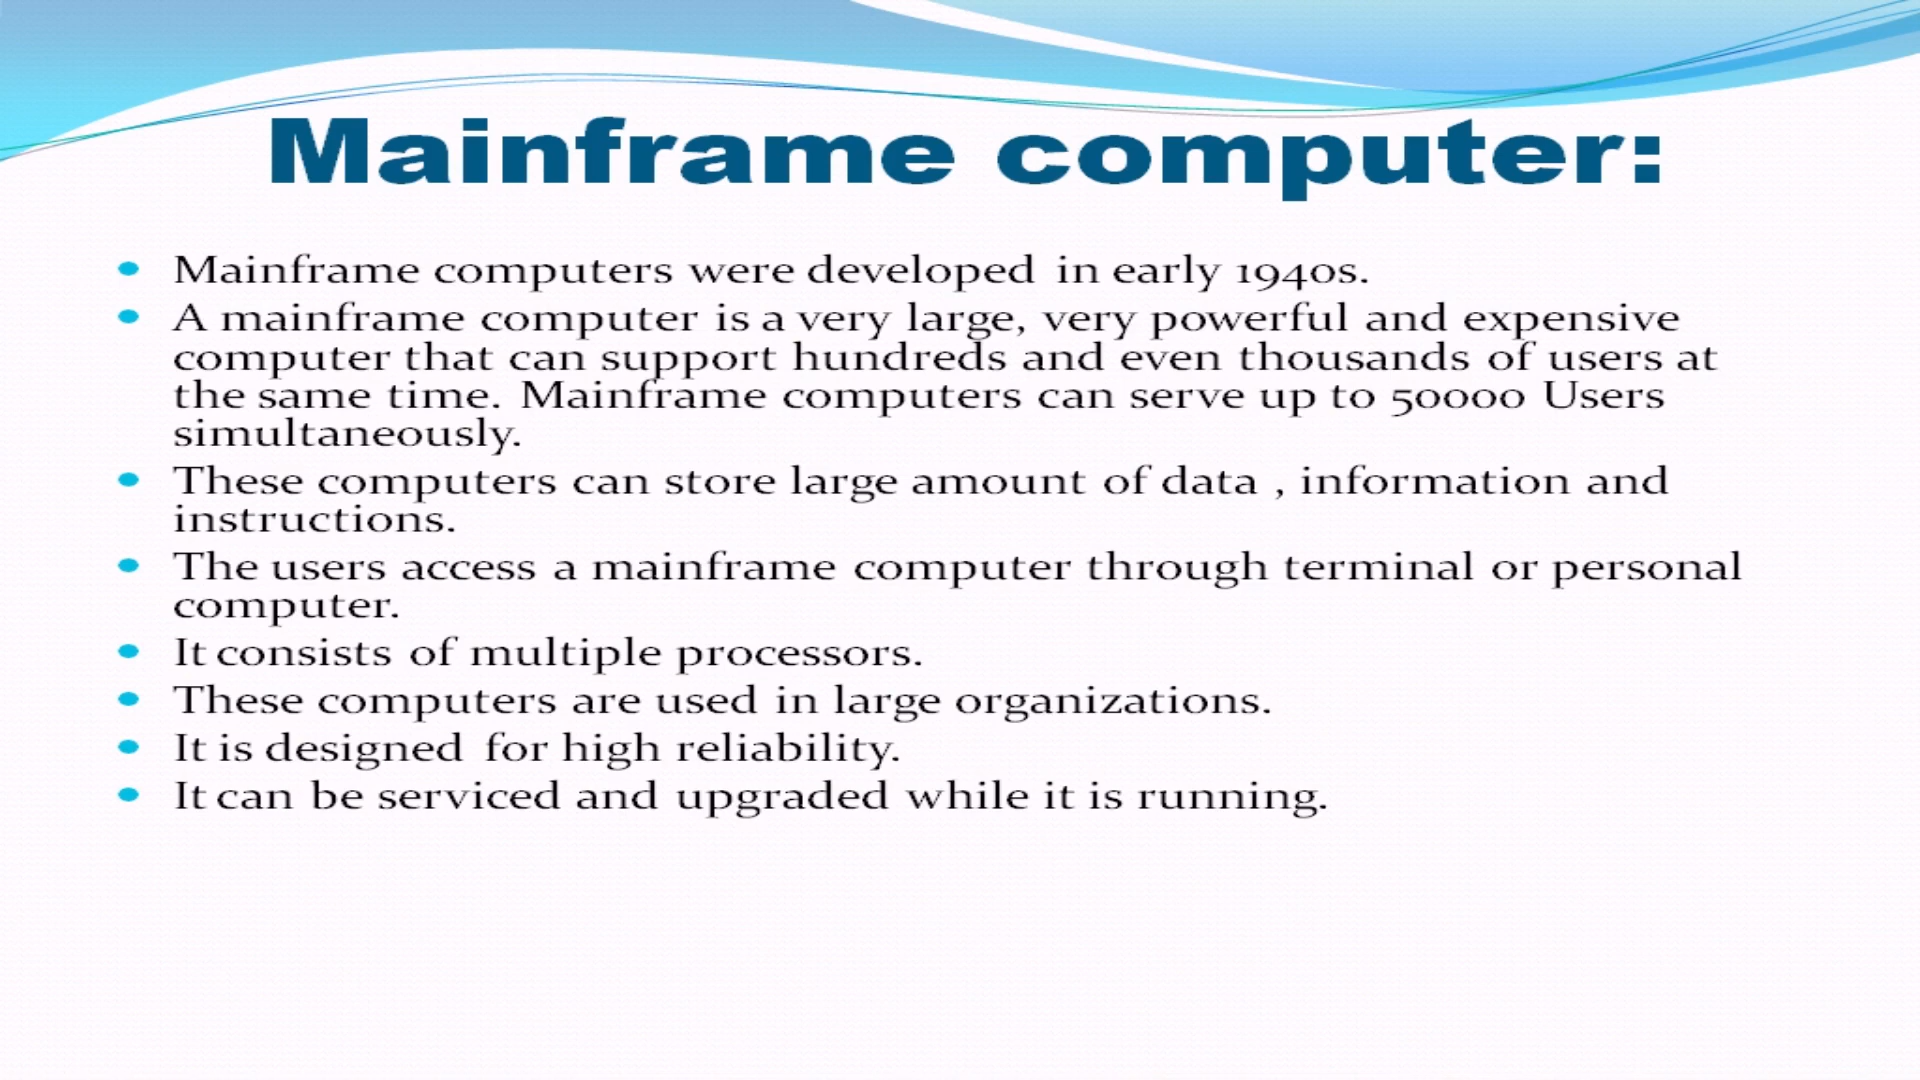 Mainframe computer:
Mainframe computers were developed in early 1940s.
A mainframe computer is a very large, very powerful and expensive
computer that can support hundreds and even thousands of users at
the same time. Mainframe computers can serve up to 50000 Users
simultaneously.
These computers can store large amount of data , information and
instructions.
The users access a mainframe computer through terminal or personal
computer.
It consists of multiple processors.
These computers are used in large organizations.
It is designed for high reliability.
It can be serviced and upgraded while it is running.